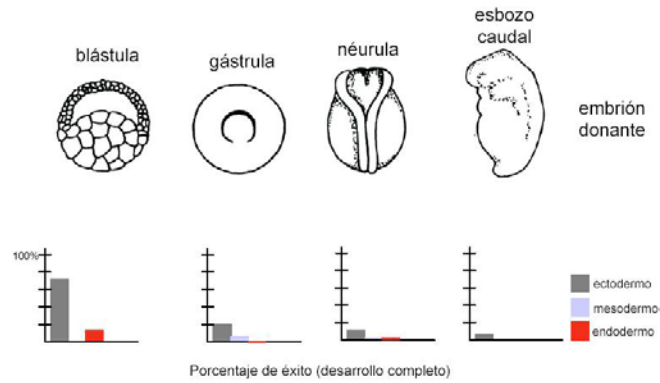 blástula
gástrula
néurula
esbozo
caudal
embrión
donante
100%
ectodermo
mesodermo
endodermo
Porcentaje de éxito (desarrollo completo)